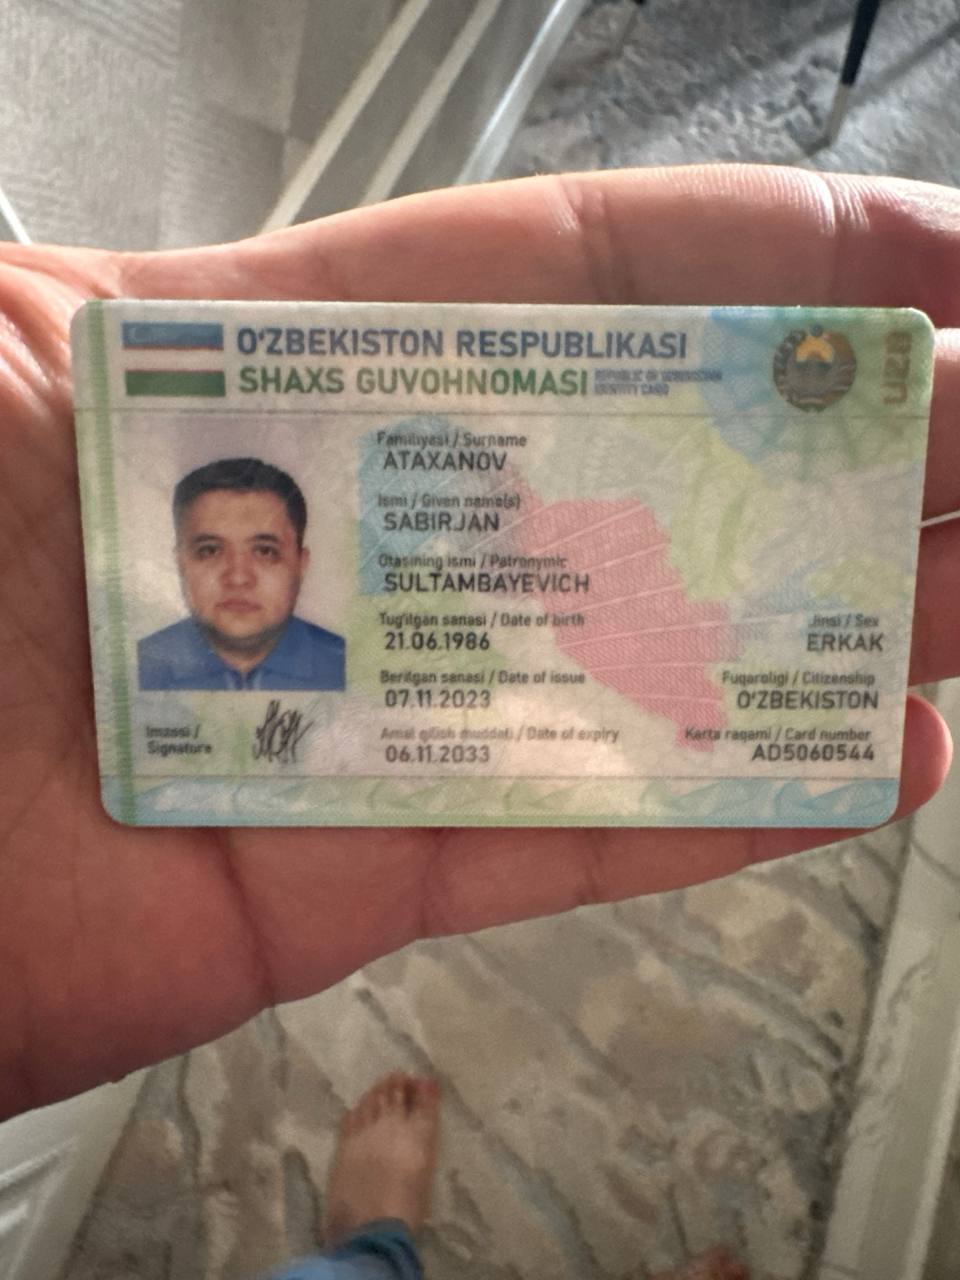 O‘ZBEKISTON RESPUBLIKASI
SHAXS GUVOHNOMASI
REPUBLIC OF UZBEKISTAN
IDENTITY CARD
UZB
Familiyasi / Surname
ATAXANOV
Ismi / Given name(s)
SABIRJAN
Otasining ismi / Patronymic
SULTAMBAYEVICH
Tug‘ilgan sanasi / Date of birth
21.06.1986
Jinsi / Sex
ERKAK
Berilgan sanasi / Date of issue
07.11.2023
Fuqaroligi / Citizenship
O‘ZBEKISTON
Amal qilish muddati / Date of expiry
06.11.2033
Karta raqami / Card number
AD5060544
Imzosi /
Signature